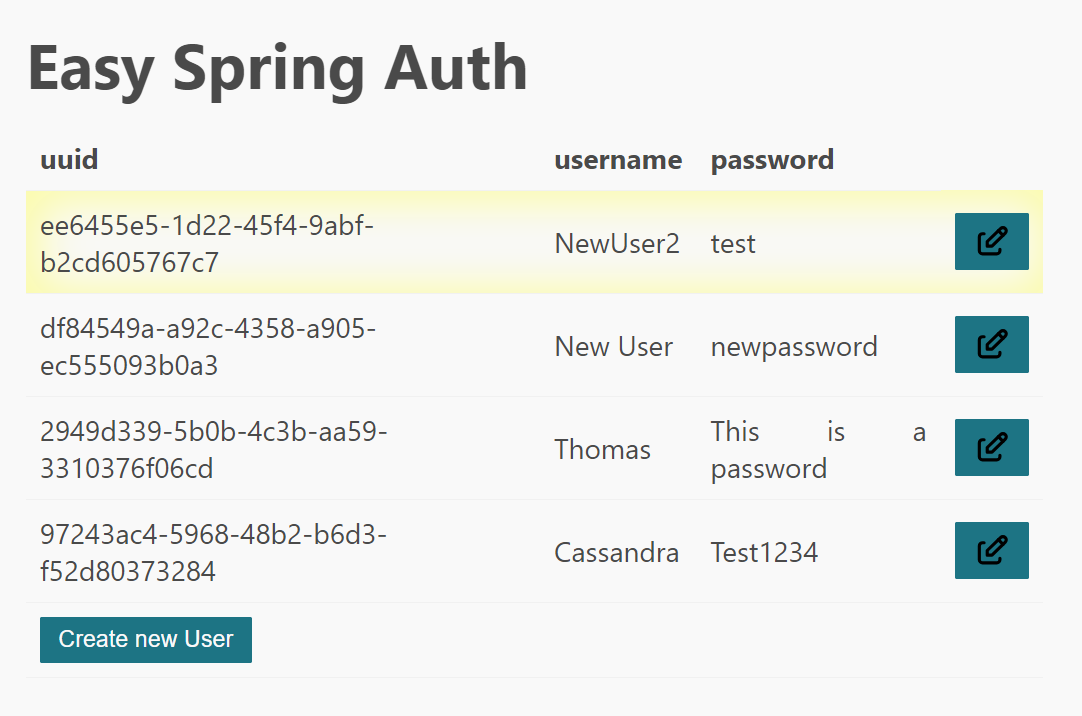 Easy Spring Auth
uuid username password
ee6455e5-1d22-45f4-9abf-
b2cd605767c7
NewUser2 test
df84549a-a92c-4358-a905-
ec555093b0a3
New User newpassword
2949d339-5b0b-4c3b-aa59-
3310376f06cd
Thomas
This is a
password
97243ac4-5968-48b2-b6d3-
f52d80373284
Cassandra Test1234
Create new User